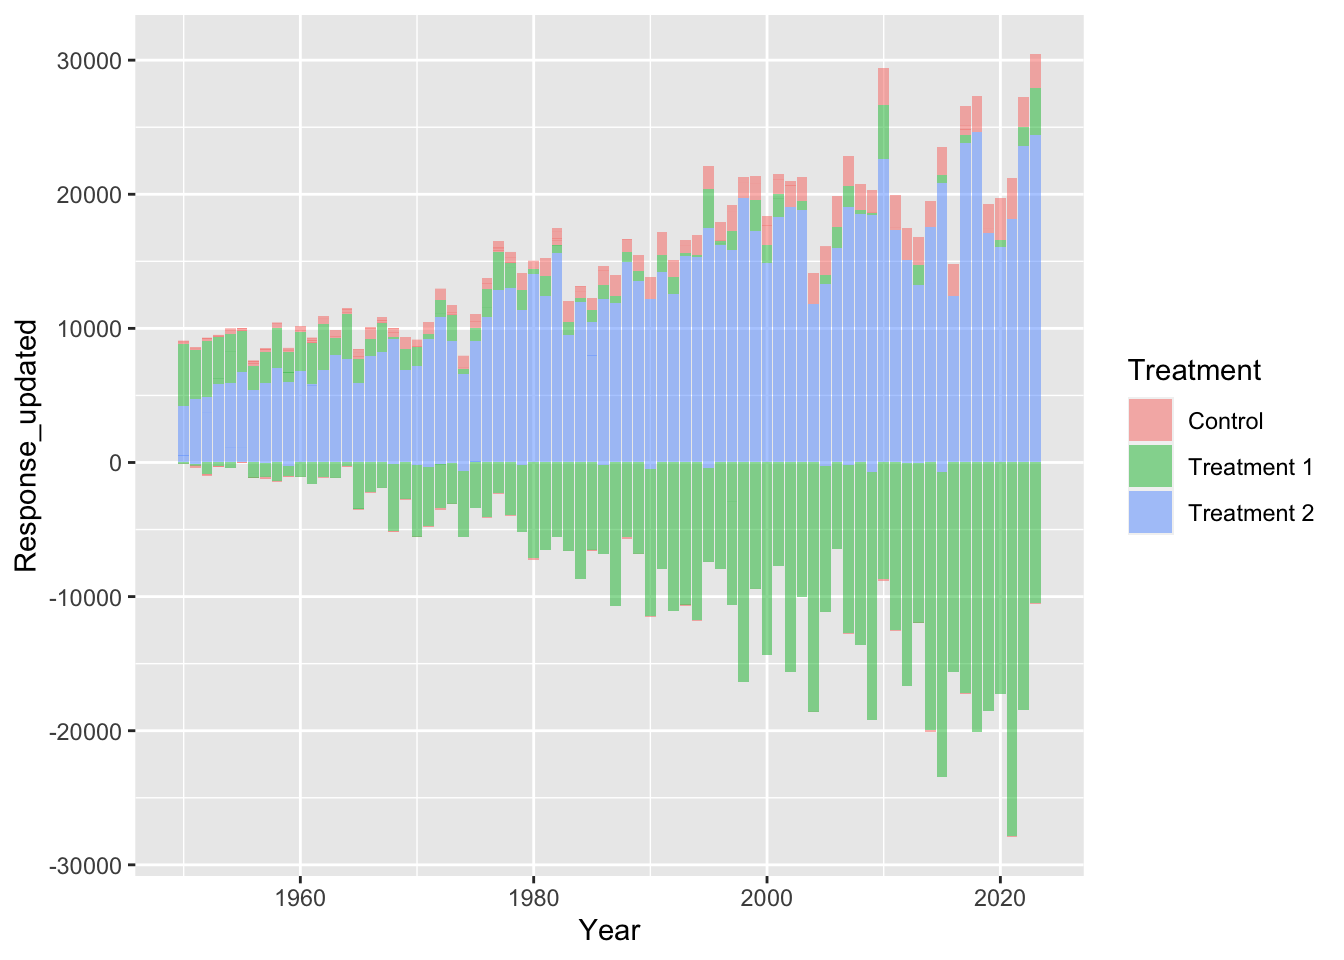 30000
20000
10000
0
-10000
-20000
-30000
Response_updated
1960
1980
2000
2020
Year
Treatment
Control
Treatment 1
Treatment 2